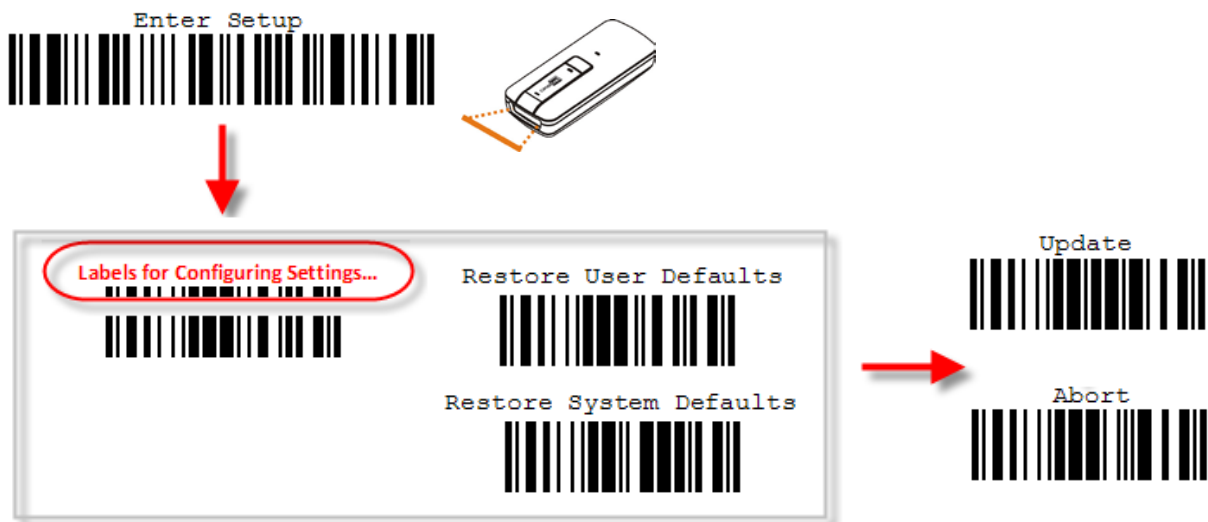 Enter Setup
Labels for Configuring Settings...
Restore User Defaults
Restore System Defaults
Update
Abort